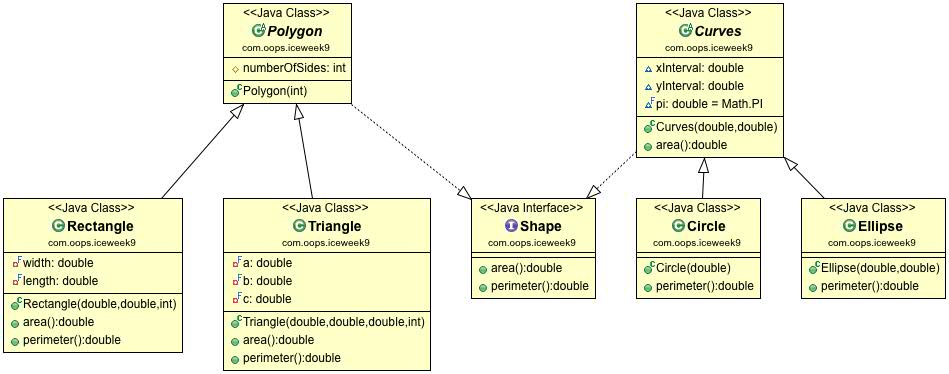 <<Java Class>>
Polygon
com.oops.iceweek9
numberOfSides: int
Polygon(int)
<<Java Class>>
Curves
com.oops.iceweek9
xInterval: double
yInterval: double
pi: double = Math.PI
Curves(double,double)
area():double
<<Java Class>>
Rectangle
com.oops.iceweek9
width: double
length: double
Rectangle(double,double,int)
area():double
perimeter():double
<<Java Class>>
Triangle
com.oops.iceweek9
a: double
b: double
c: double
Triangle(double,double,double,int)
area():double
perimeter():double
<<Java Interface>>
Shape
com.oops.iceweek9
area():double
perimeter():double
<<Java Class>>
Circle
com.oops.iceweek9
Circle(double)
perimeter():double
<<Java Class>>
Ellipse
com.oops.iceweek9
Ellipse(double,double)
perimeter():double